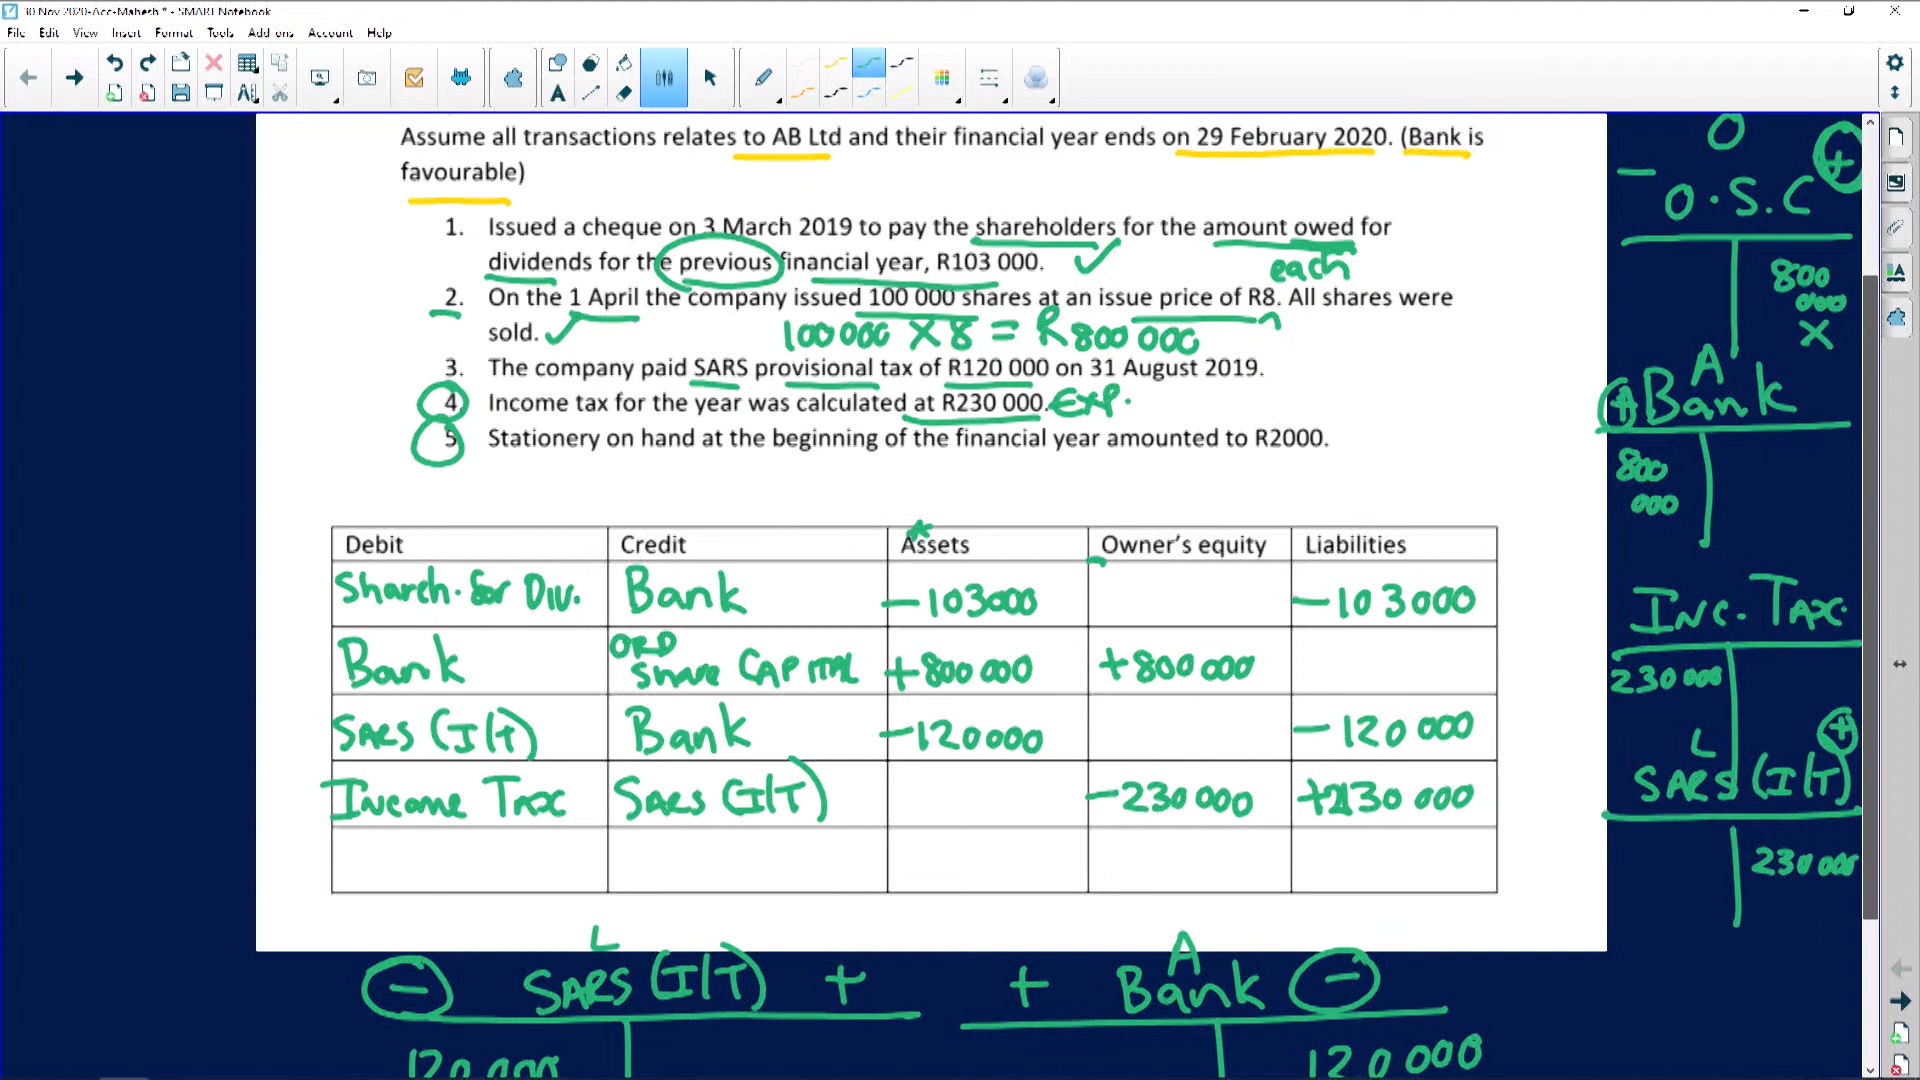 30 Nov 2020+Acc-Mahesh * - SMART Notebook
File Edit View Insert Format Tools Add-ons Account Help
Assume all transactions relates to AB Ltd and their financial year ends on 29 February 2020. (Bank is
favourable)
1. Issued a cheque on 3 March 2019 to pay the shareholders for the amount owed for
dividends for the previous financial year, R103 000.
each
2. On the 1 April the company issued 100 000 shares at an issue price of R8. All shares were
sold.
100 000 X 8 = R800 000
3. The company paid SARS provisional tax of R120 000 on 31 August 2019.
4. Income tax for the year was calculated at R230 000. EXP.
5. Stationery on hand at the beginning of the financial year amounted to R2000.
Debit Credit Assets Owner's equity Liabilities
Shareh. for Div. Bank - 103000 - 103000
Bank ORD Share CAPITAL +800 000 +800 000
SARS (I/T) Bank -120000 - 120 000
Income Tax SARS (I/T) -230 000 + 230 000
- SARS (I/T) +
L
120 000
+ Bank -
A
120 000
O
- O.S.C +
800
000
X
A
+ Bank
800
000
INC. TAX.
230 000
L +
SARS (I/T)
230 000